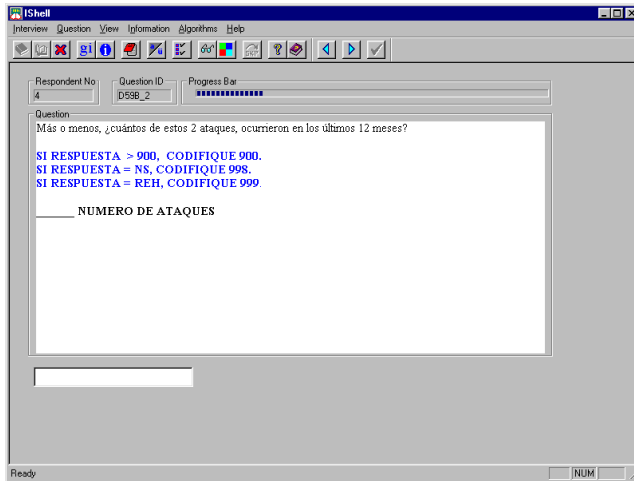 IShell
Interview Question View Information Algorithms Help
gi
SKIP
Respondent No
4
Question ID
D59B_2
Progress Bar
Question
Más o menos, ¿cuántos de estos 2 ataques, ocurrieron en los últimos 12 meses?
SI RESPUESTA > 900, CODIFIQUE 900.
SI RESPUESTA = NS, CODIFIQUE 998.
SI RESPUESTA = REH, CODIFIQUE 999.
______ NUMERO DE ATAQUES
Ready
NUM